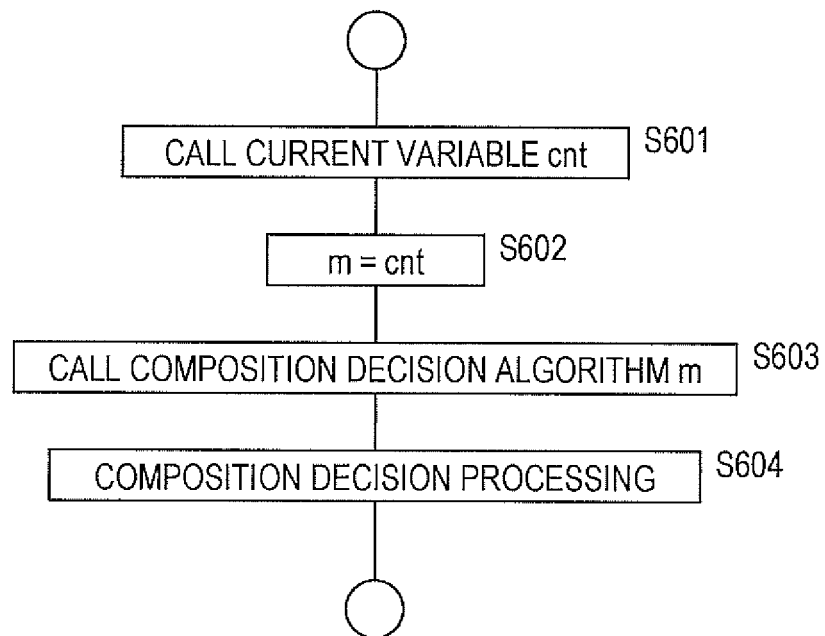 CALL CURRENT VARIABLE cnt S601
m = cnt S602
CALL COMPOSITION DECISION ALGORITHM m S603
COMPOSITION DECISION PROCESSING S604